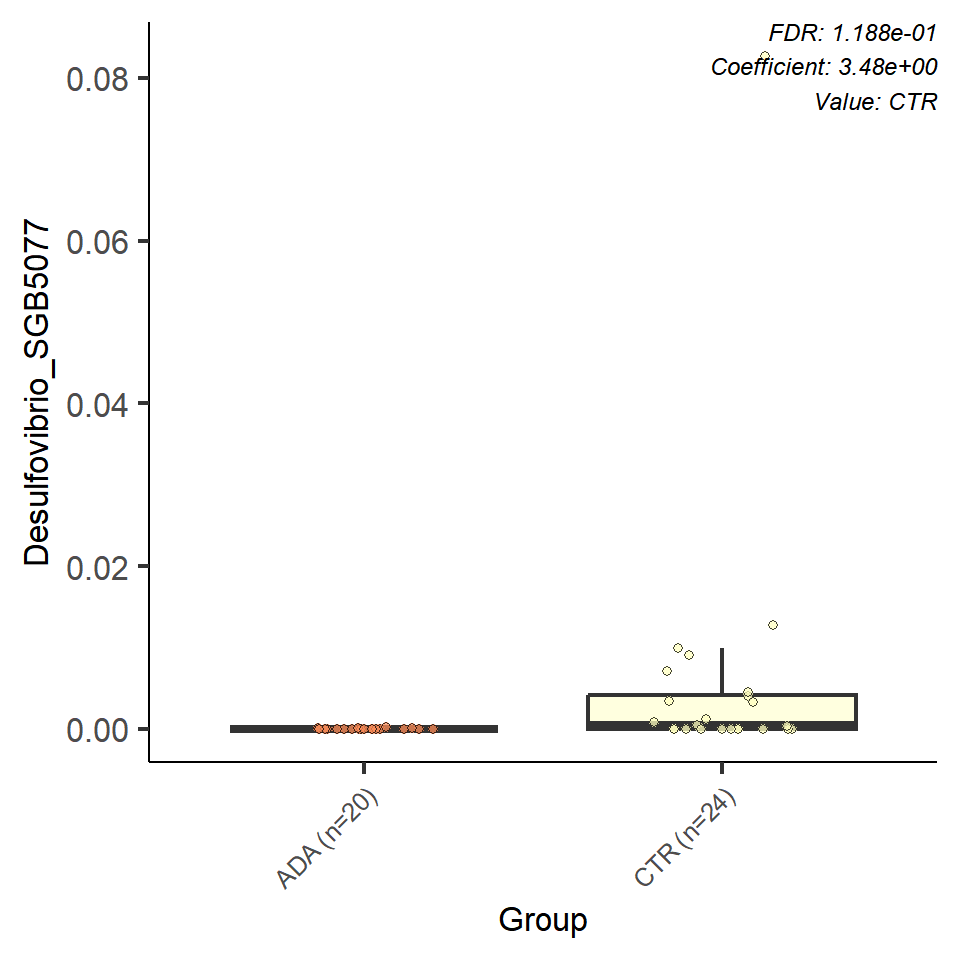 FDR: 1.188e-01
Coefficient: 3.48e+00
Value: CTR
Desulfovibrio_SGB5077
0.08
0.06
0.04
0.02
0.00
ADA (n=20)
CTR (n=24)
Group